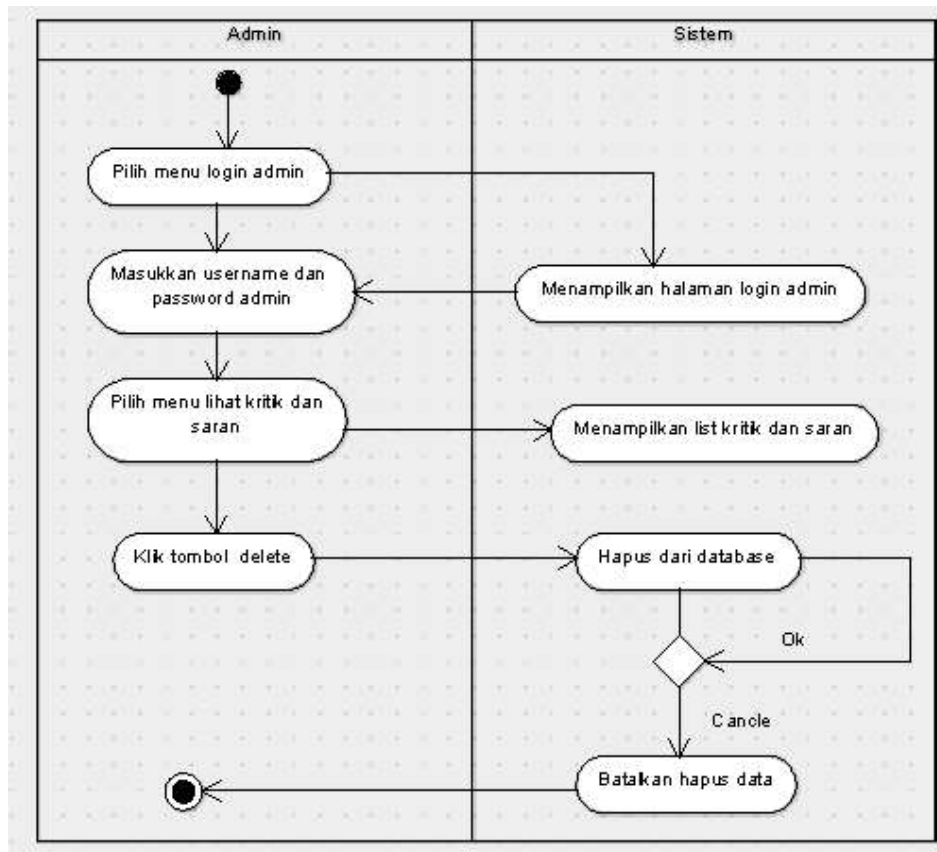 Admin
Sistem
Pilih menu login admin
Masukkan username dan
password admin
Menampilkan halaman login admin
Pilih menu lihat kritik dan
saran
Menampilkan list kritik dan saran
Klik tombol delete
Hapus dari database
Ok
Cancle
Batalkan hapus data